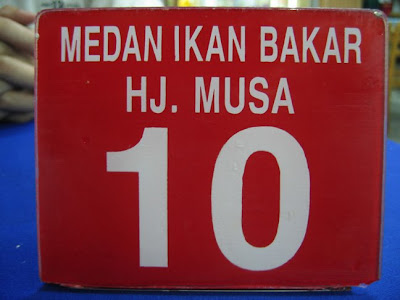 MEDAN IKAN BAKAR
HJ. MUSA
10